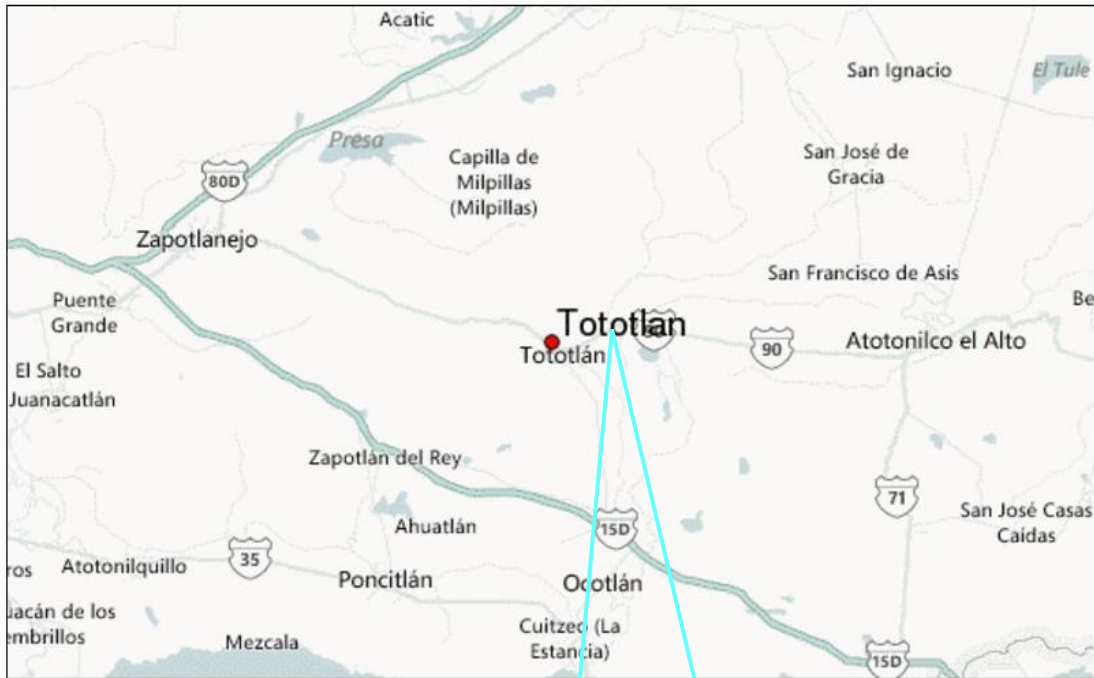 Acatic
San Ignacio
El Tule
Presa
Capilla de
Milpillas
(Milpillas)
San José de
Gracia
80D
Zapotlanejo
San Francisco de Asis
Puente
Grande
Be
Tototlan
Tototlán
90
Atotonilco el Alto
El Salto
Juanacatlán
Zapotlán del Rey
71
San José Casas
Caídas
Ahuatlán
15D
35
ros
Atotonilquillo
Poncitlán
Ocotlán
uacán de los
embrillos
Mezcala
Cuitzeo (La
Estancia)
15D